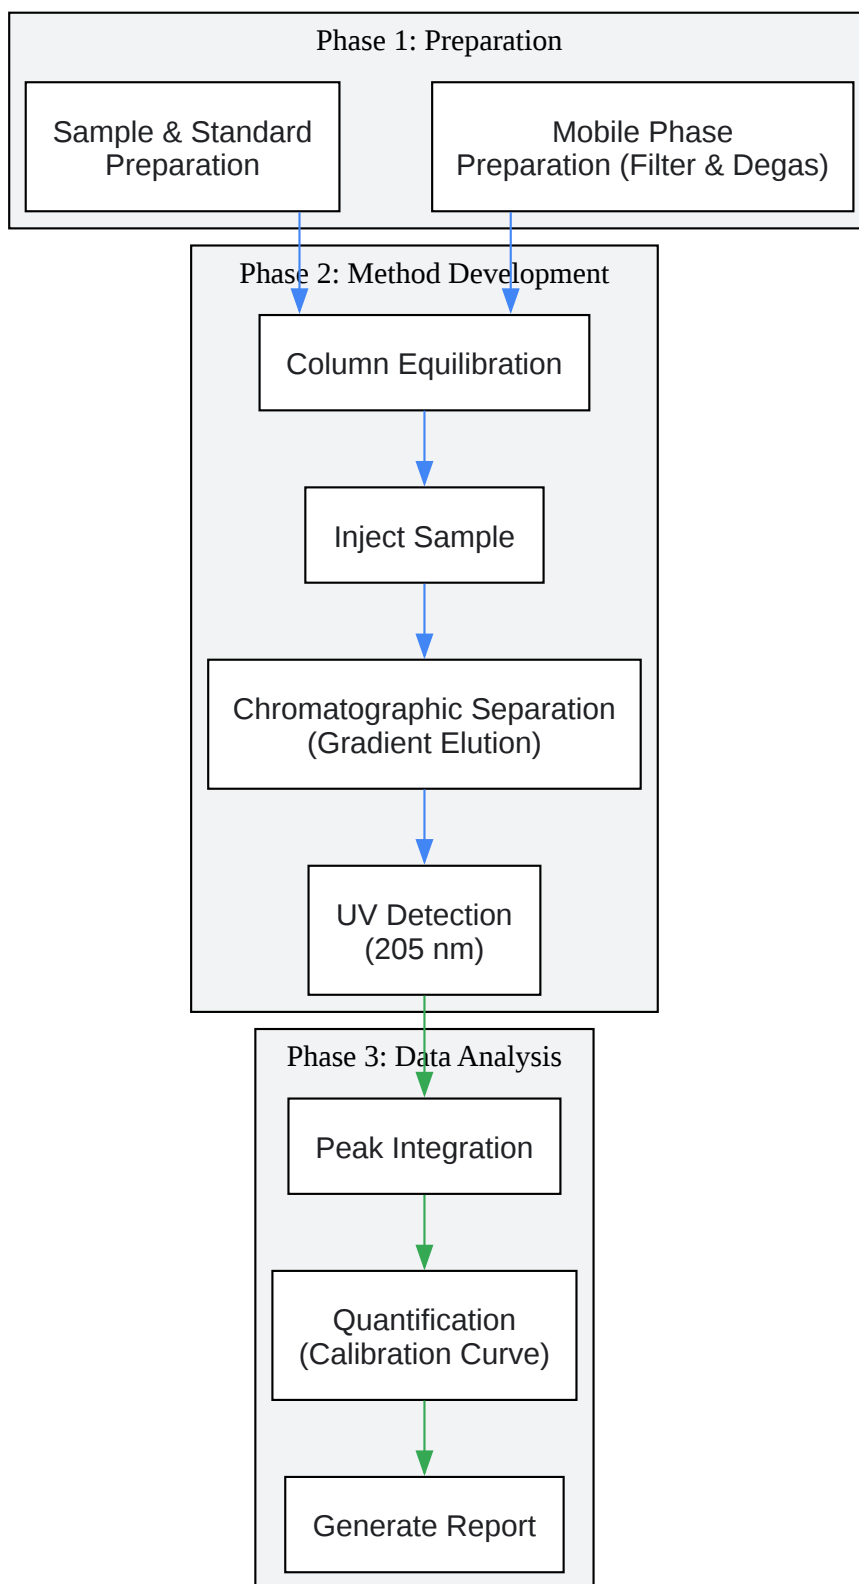 Phase 1: Preparation
Sample & Standard
Preparation
Mobile Phase
Preparation (Filter & Degas)
Phase 2: Method Development
Column Equilibration
Inject Sample
Chromatographic Separation
(Gradient Elution)
UV Detection
(205 nm)
Phase 3: Data Analysis
Peak Integration
Quantification
(Calibration Curve)
Generate Report